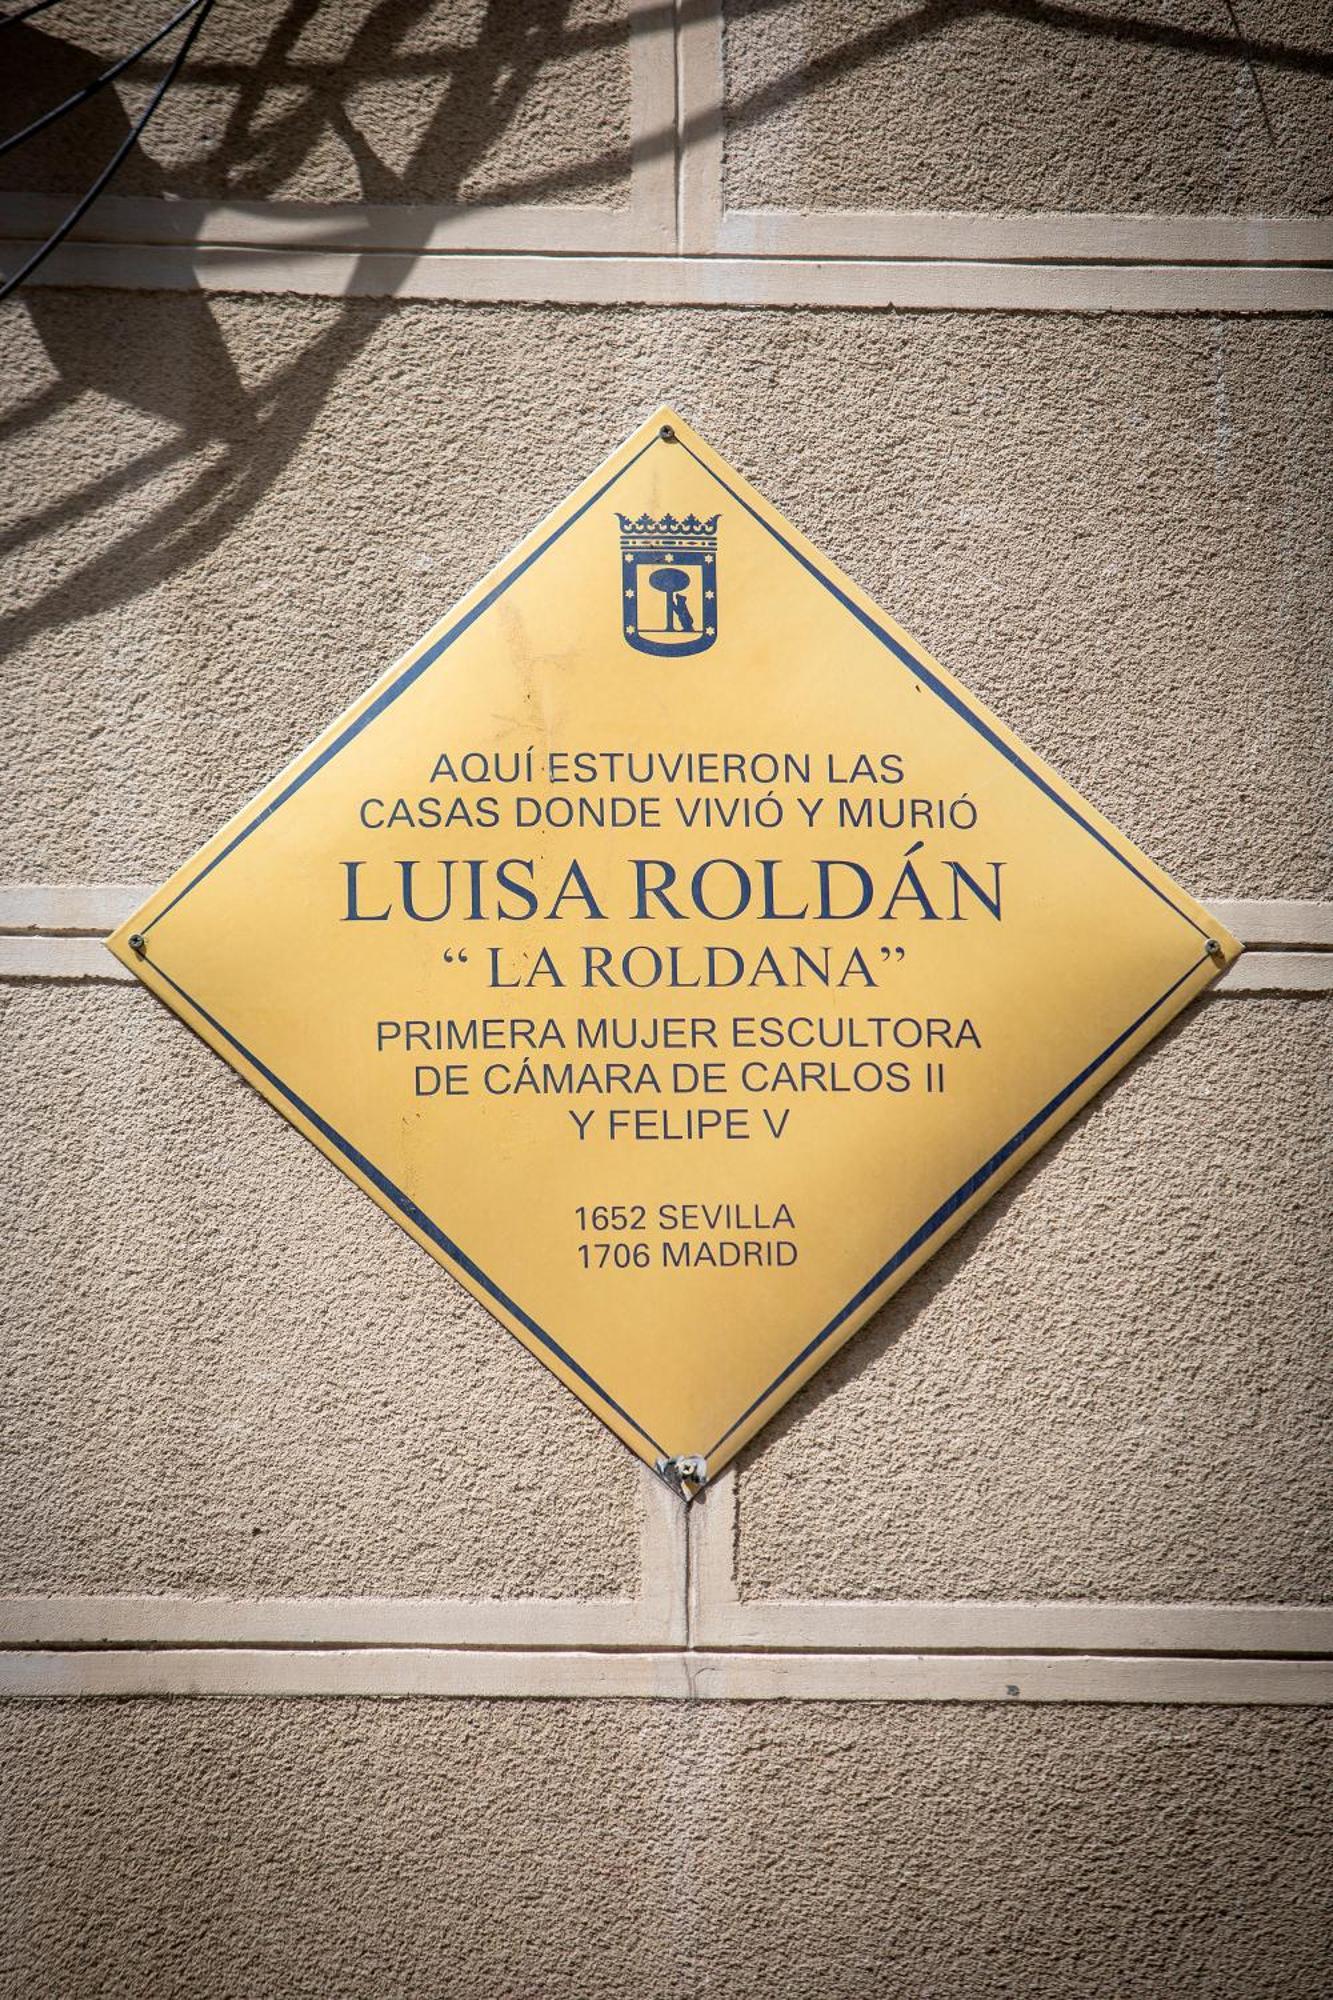 AQUÍ ESTUVIERON LAS
CASAS DONDE VIVIÓ Y MURIÓ
LUISA ROLDÁN
“ LA ROLDANA”
PRIMERA MUJER ESCULTORA
DE CÁMARA DE CARLOS II
Y FELIPE V
1652 SEVILLA
1706 MADRID